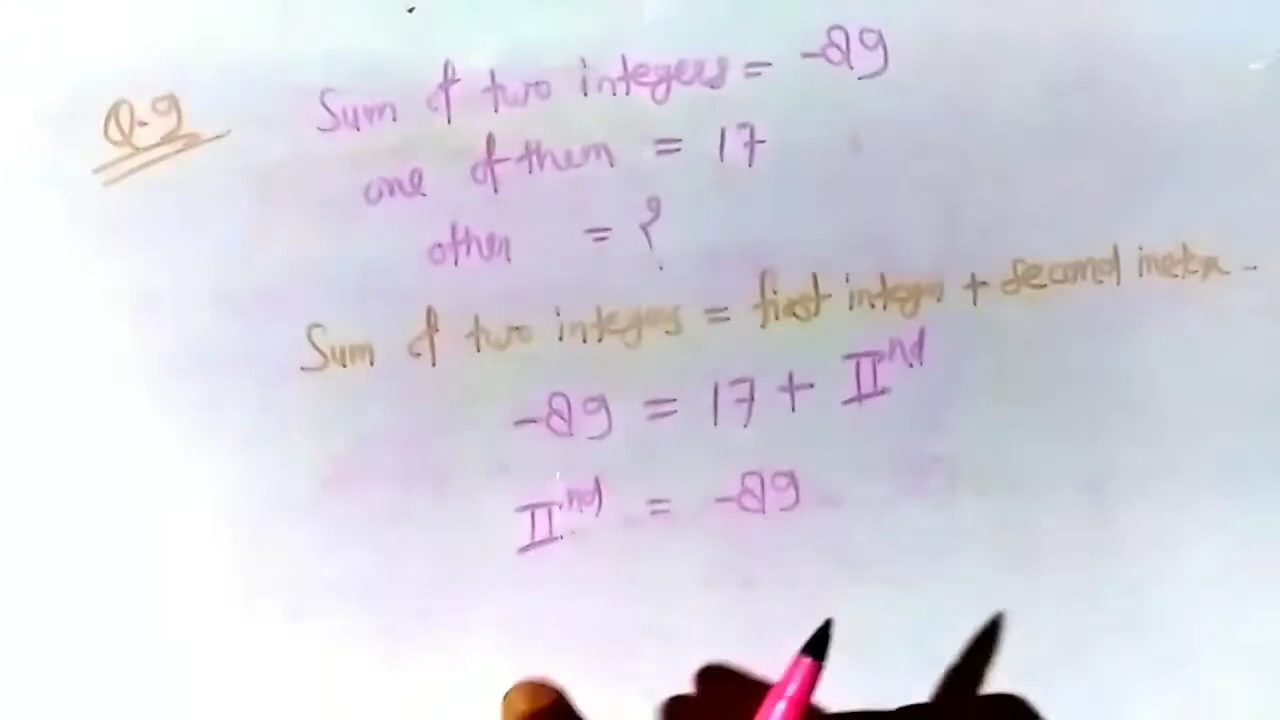 Q.9
Sum of two integers = -89
one of them = 17
other = ?
Sum of two integers = first integer + second
-89 = 17 + IInd
IInd = -89